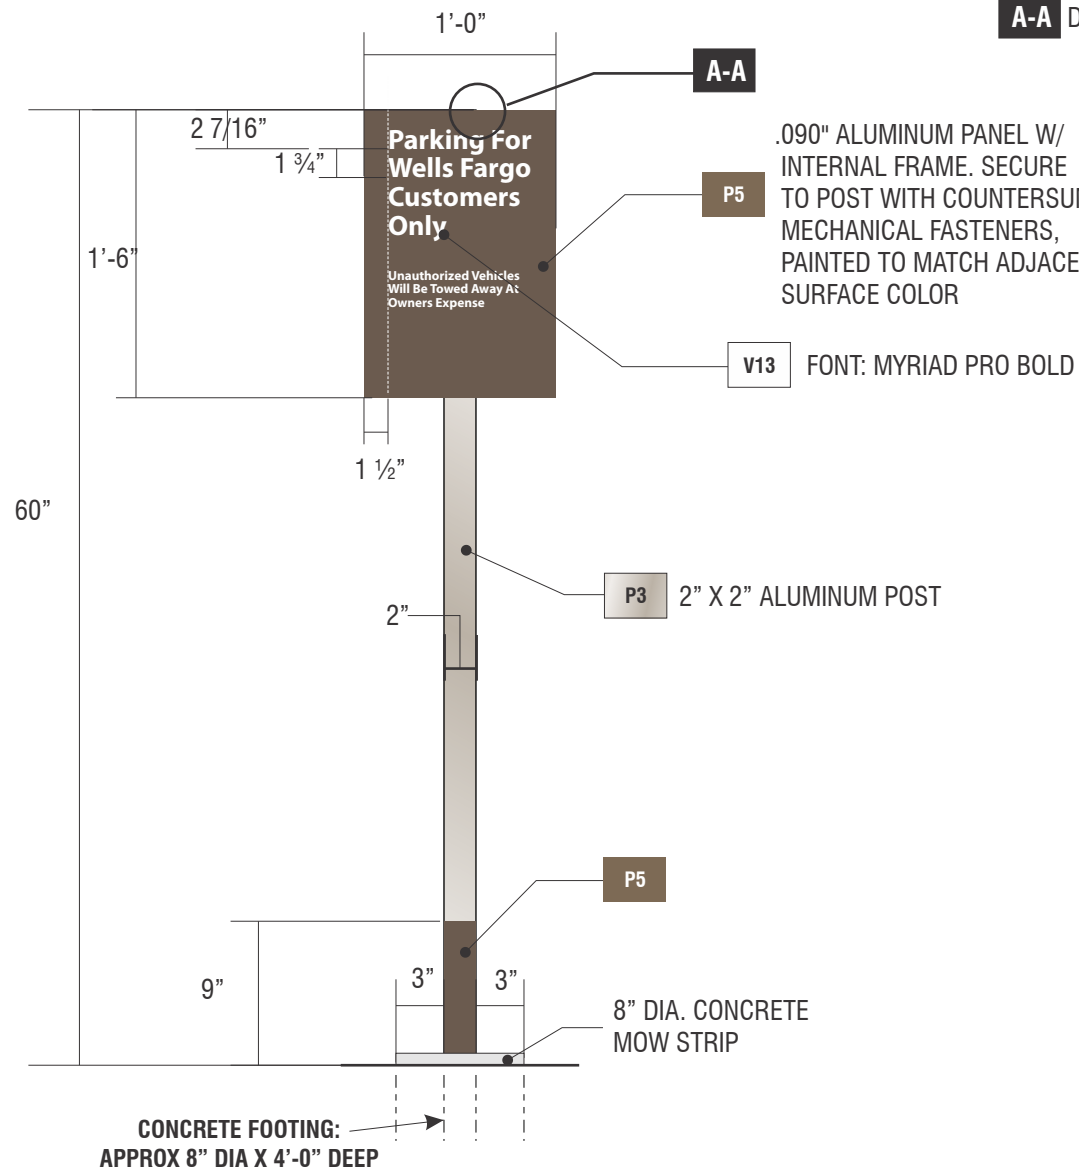 1'-0”
A-A D
A-A
2 7/16”
1 ¾”
Parking For
Wells Fargo
Customers
Only
Unauthorized Vehicles
Will Be Towed Away At
Owners Expense
1'-6”
.090" ALUMINUM PANEL W/
INTERNAL FRAME. SECURE
TO POST WITH
MECHANICAL FASTENERS,
PAINTED TO MATCH
SURFACE COLOR
P5
V13 FONT: MYRIAD PRO BOLD
1 ½”
60”
P3 2” X 2” ALUMINUM POST
2”
P5
9”
3”
3”
8” DIA. CONCRETE
MOW STRIP
CONCRETE FOOTING:
APPROX 8” DIA X 4'-0” DEEP